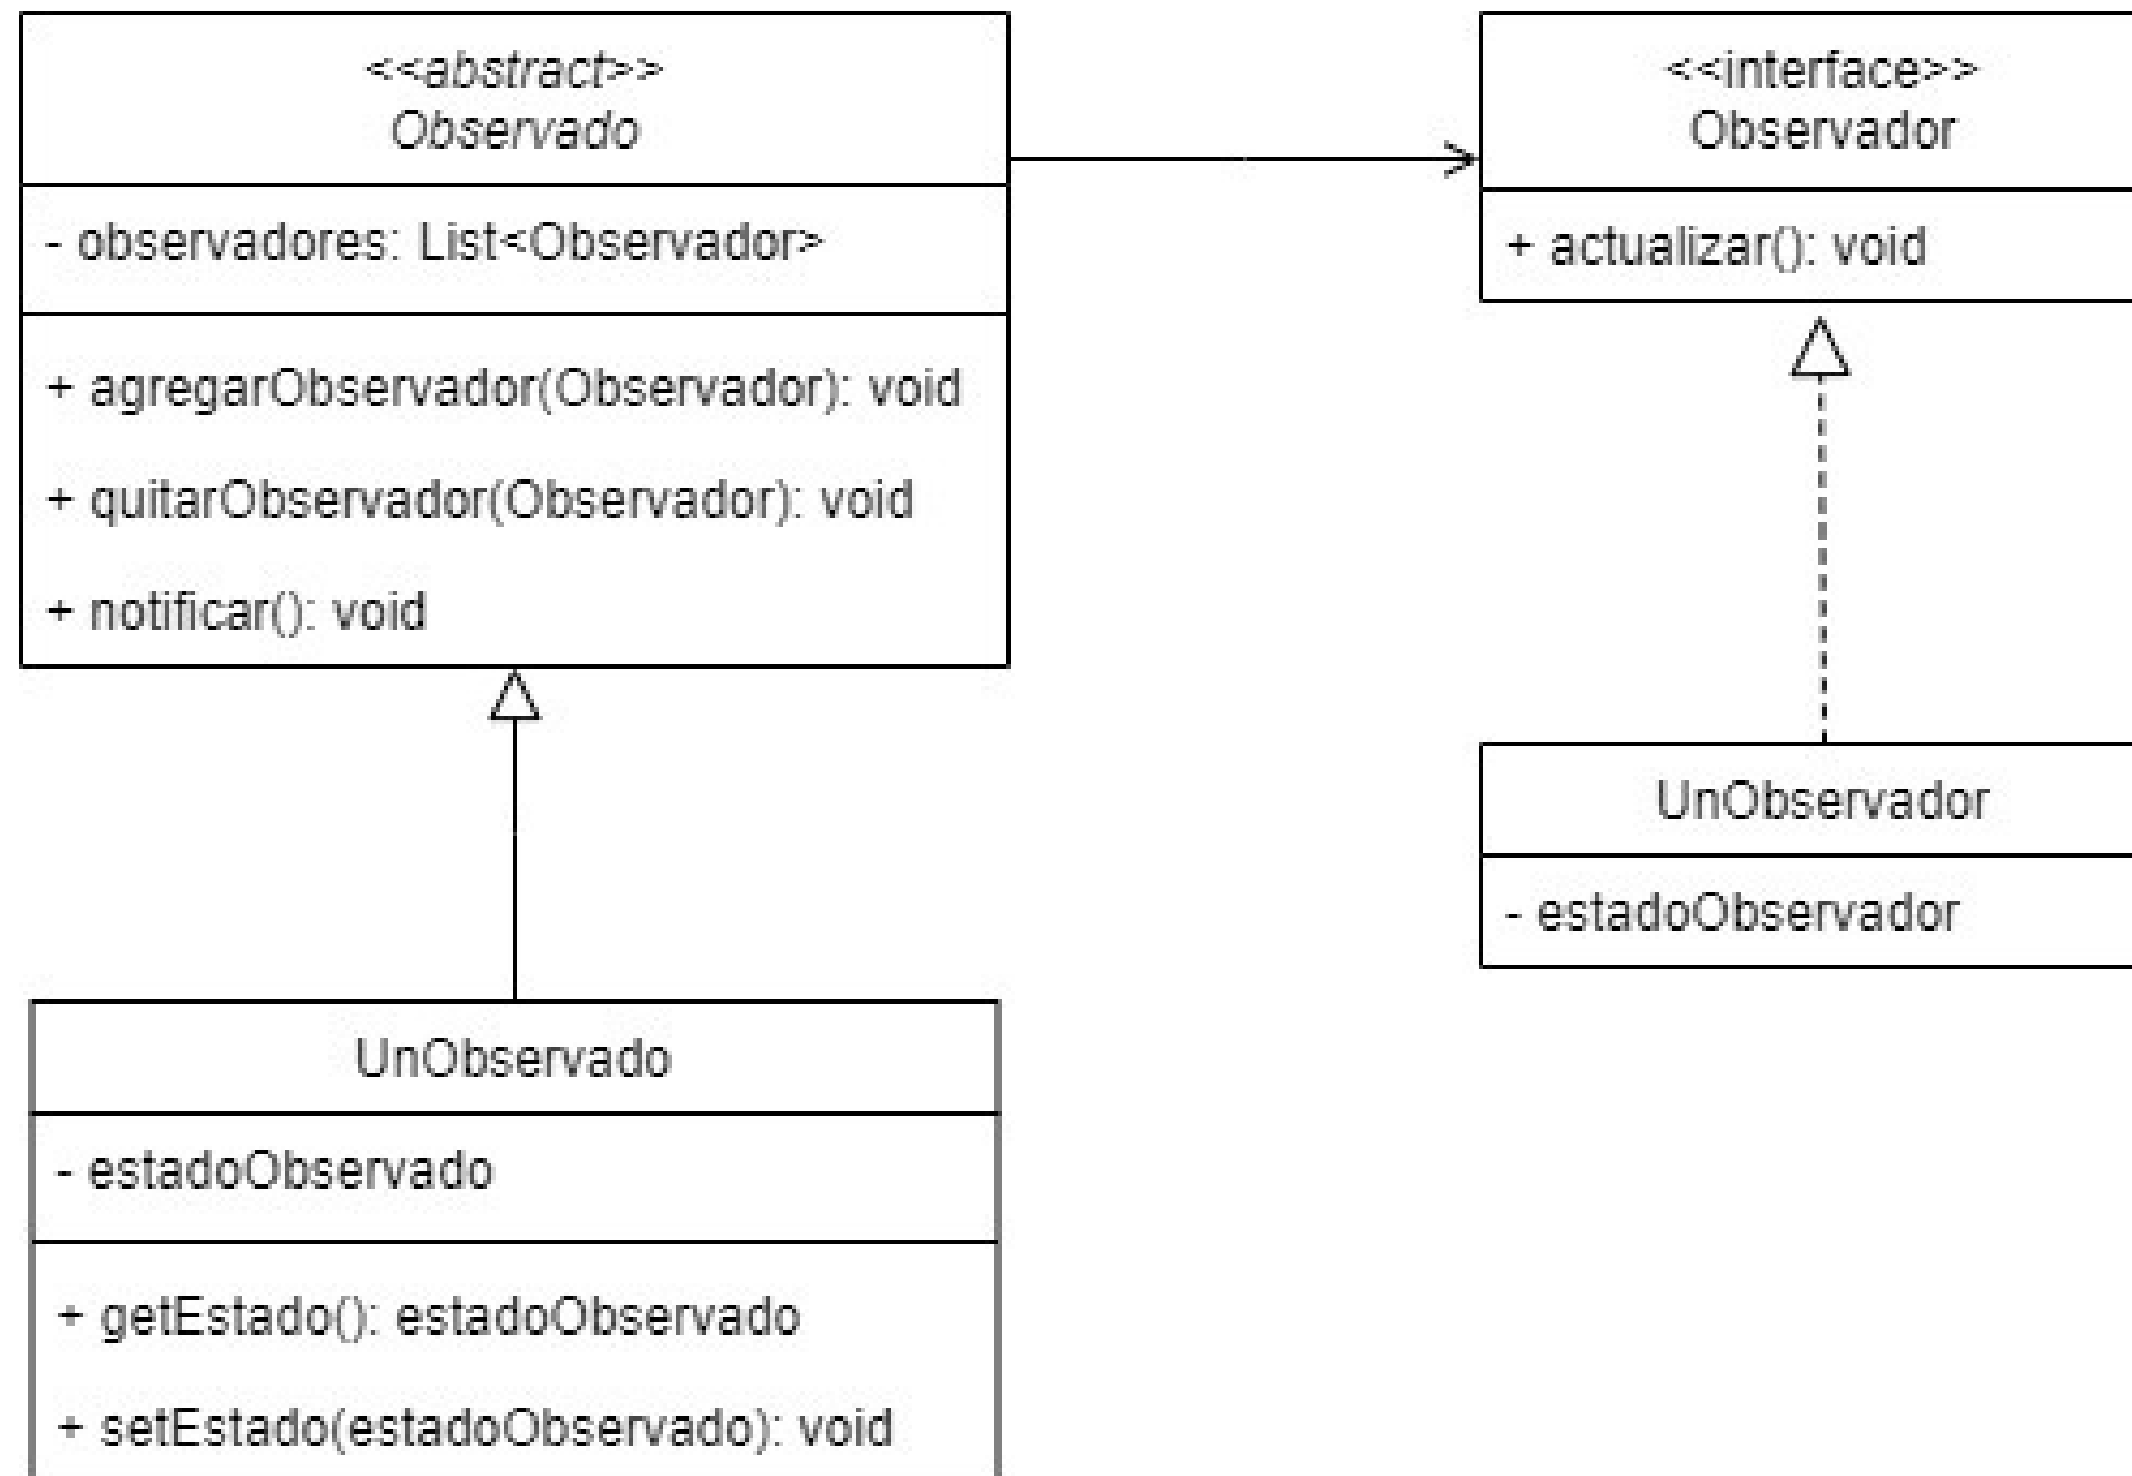 <<abstract>>
Observado
- observadores: List<Observador>
+ agregarObservador(Observador): void
+ quitarObservador(Observador): void
+ notificar(): void
<<interface>>
Observador
+ actualizar(): void
UnObservador
- estadoObservador
UnObservado
- estadoObservado
+ getEstado(): estadoObservado
+ setEstado(estadoObservado): void